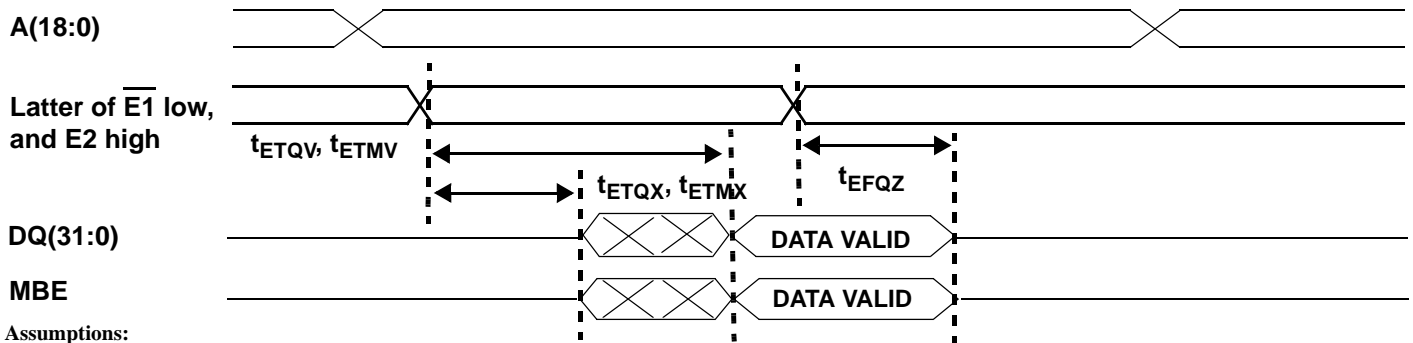 A(18:0)
Latter of E1 low,
and E2 high
tETQV, tETMV
tETQX, tETMX
tEFQZ
DQ(31:0)
DATA VALID
MBE
DATA VALID
Assumptions: